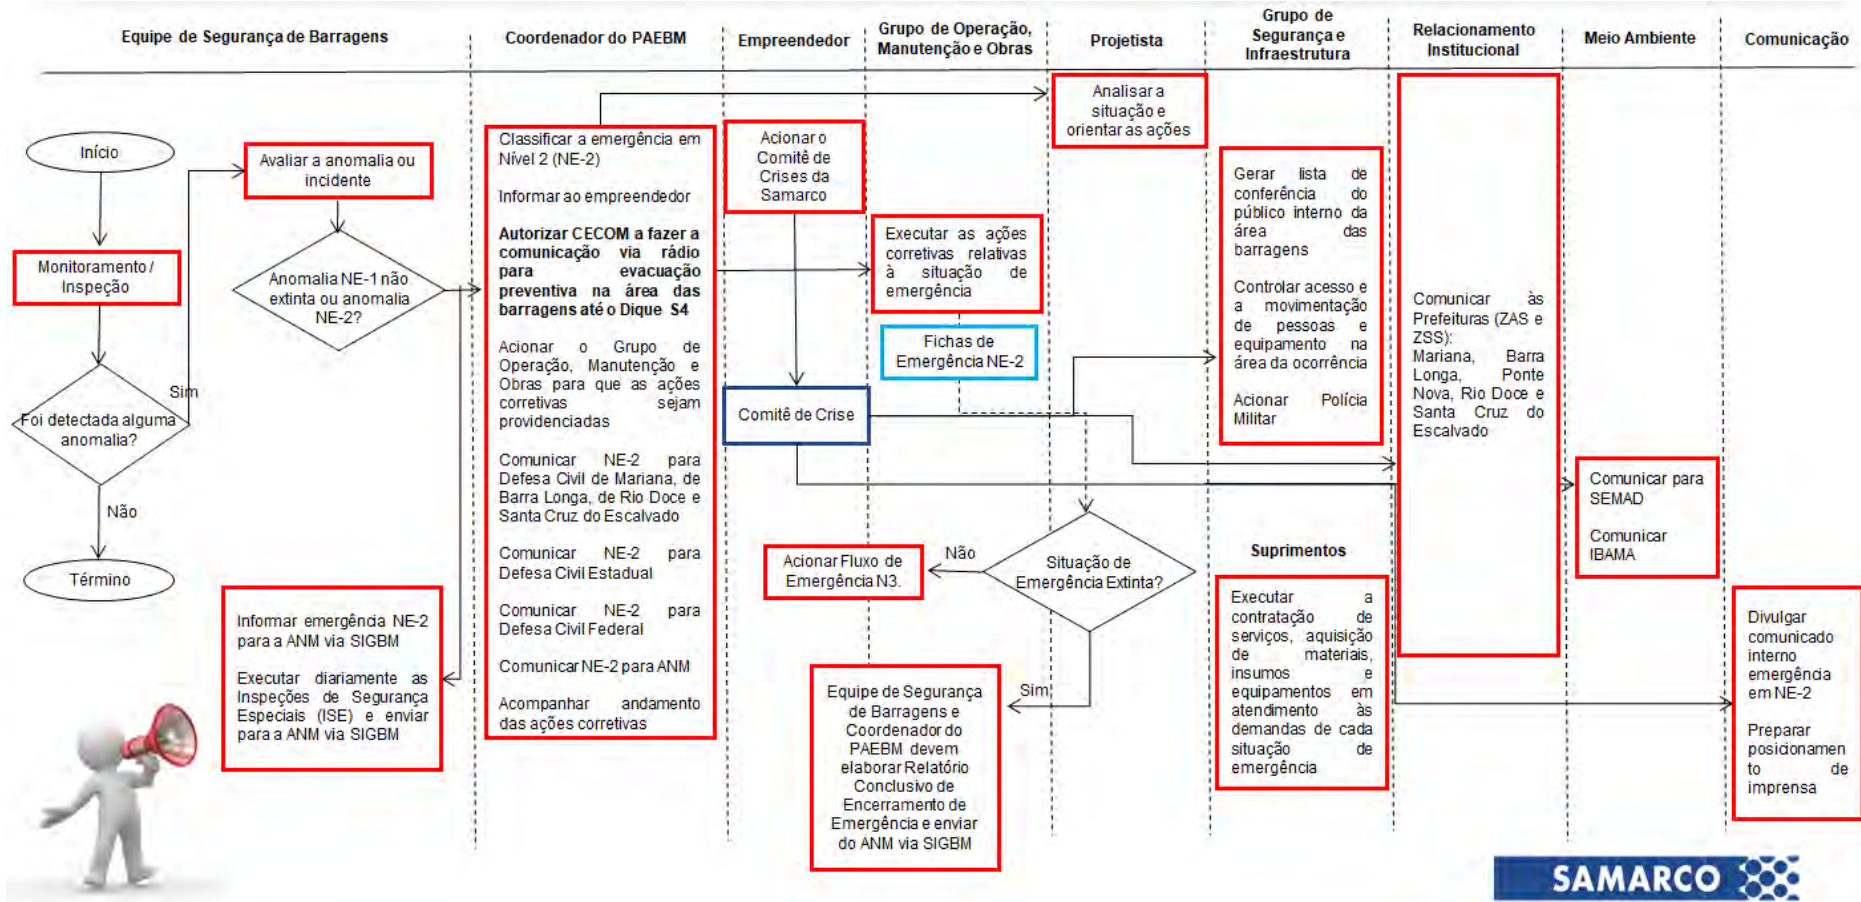 Equipe de Segurança de Barragens
Coordenador do PAEBM
Empreendedor
Grupo de Operação,
Manutenção e Obras
Projetista
Grupo de
Segurança e
Infraestrutura
Relacionamento
Institucional
Meio Ambiente
Comunicação
Início
Monitoramento /
Inspeção
Foi detectada alguma
anomalia?
Sim
Não
Término
Avaliar a anomalia ou
incidente
Anomalia NE-1 não
extinta ou anomalia
NE-2?
Informar emergência NE-2
para a ANM via SIGBM
Executar diariamente as
Inspeções de Segurança
Especiais (ISE) e enviar
para a ANM via SIGBM
Classificar a emergência em
Nível 2 (NE-2)
Informar ao empreendedor
Autorizar CECOM a fazer a
comunicação via rádio
para evacuação
preventiva na área das
barragens até o Dique S4
Acionar o Grupo de
Operação, Manutenção e
Obras para que as ações
corretivas sejam
providenciadas
Comunicar NE-2 para
Defesa Civil de Mariana, de
Barra Longa, de Rio Doce e
Santa Cruz do Escalvado
Comunicar NE-2 para
Defesa Civil Estadual
Comunicar NE-2 para
Defesa Civil Federal
Comunicar NE-2 para ANM
Acompanhar andamento
das ações corretivas
Acionar o
Comitê de
Crises da
Samarco
Comitê de Crise
Executar as ações
corretivas relativas
à situação de
emergência
Fichas de
Emergência NE-2
Analisar a
situação e
orientar as ações
Situação de
Emergência Extinta?
Não
Acionar Fluxo de
Emergência N3.
Sim
Equipe de Segurança
de Barragens e
Coordenador do
PAEBM devem
elaborar Relatório
Conclusivo de
Encerramento de
Emergência e enviar
do ANM via SIGBM
Gerar lista de
conferência do
público interno da
área das
barragens
Controlar acesso e
a movimentação
de pessoas e
equipamento na
área da ocorrência
Acionar Polícia
Militar
Suprimentos
Executar a
contratação de
serviços, aquisição
de materiais,
insumos e
equipamentos em
atendimento às
demandas de cada
situação de
emergência
Comunicar às
Prefeituras (ZAS e
ZSS):
Mariana, Barra
Longa, Ponte
Nova, Rio Doce e
Santa Cruz do
Escalvado
Comunicar para
SEMAD
Comunicar
IBAMA
Divulgar
comunicado
interno
emergência
em NE-2
Preparar
posicionamen
to de
imprensa
SAMARCO